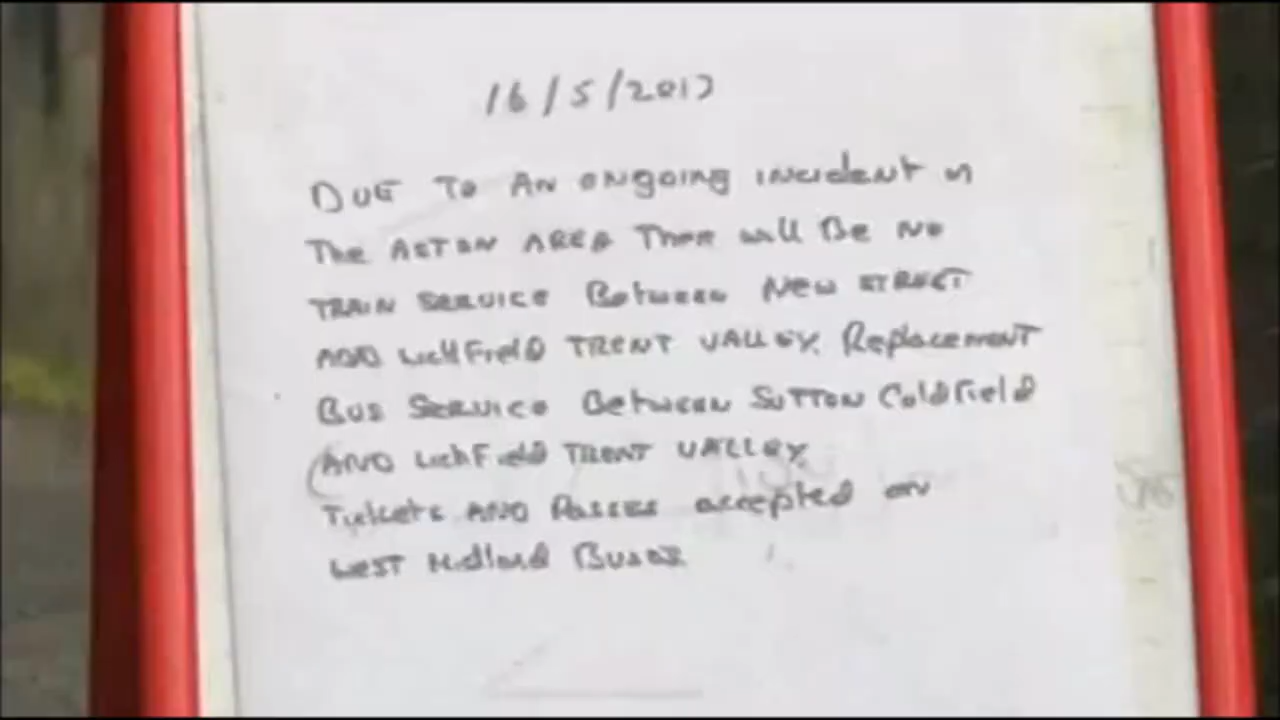 16/5/2017
DUE TO AN ONgoing INCIDENT in
The ASTON AREA Ther will Be No
TRAIN SERVICE BETWEEN NEW STREET
AND LichField TRENT VALLEY. Replacement
Bus SERVICE BETWEEN SUTTON ColdField
AND LichField TRENT VALLEY.
Tickets AND Passes accepted on
West Midland Buses